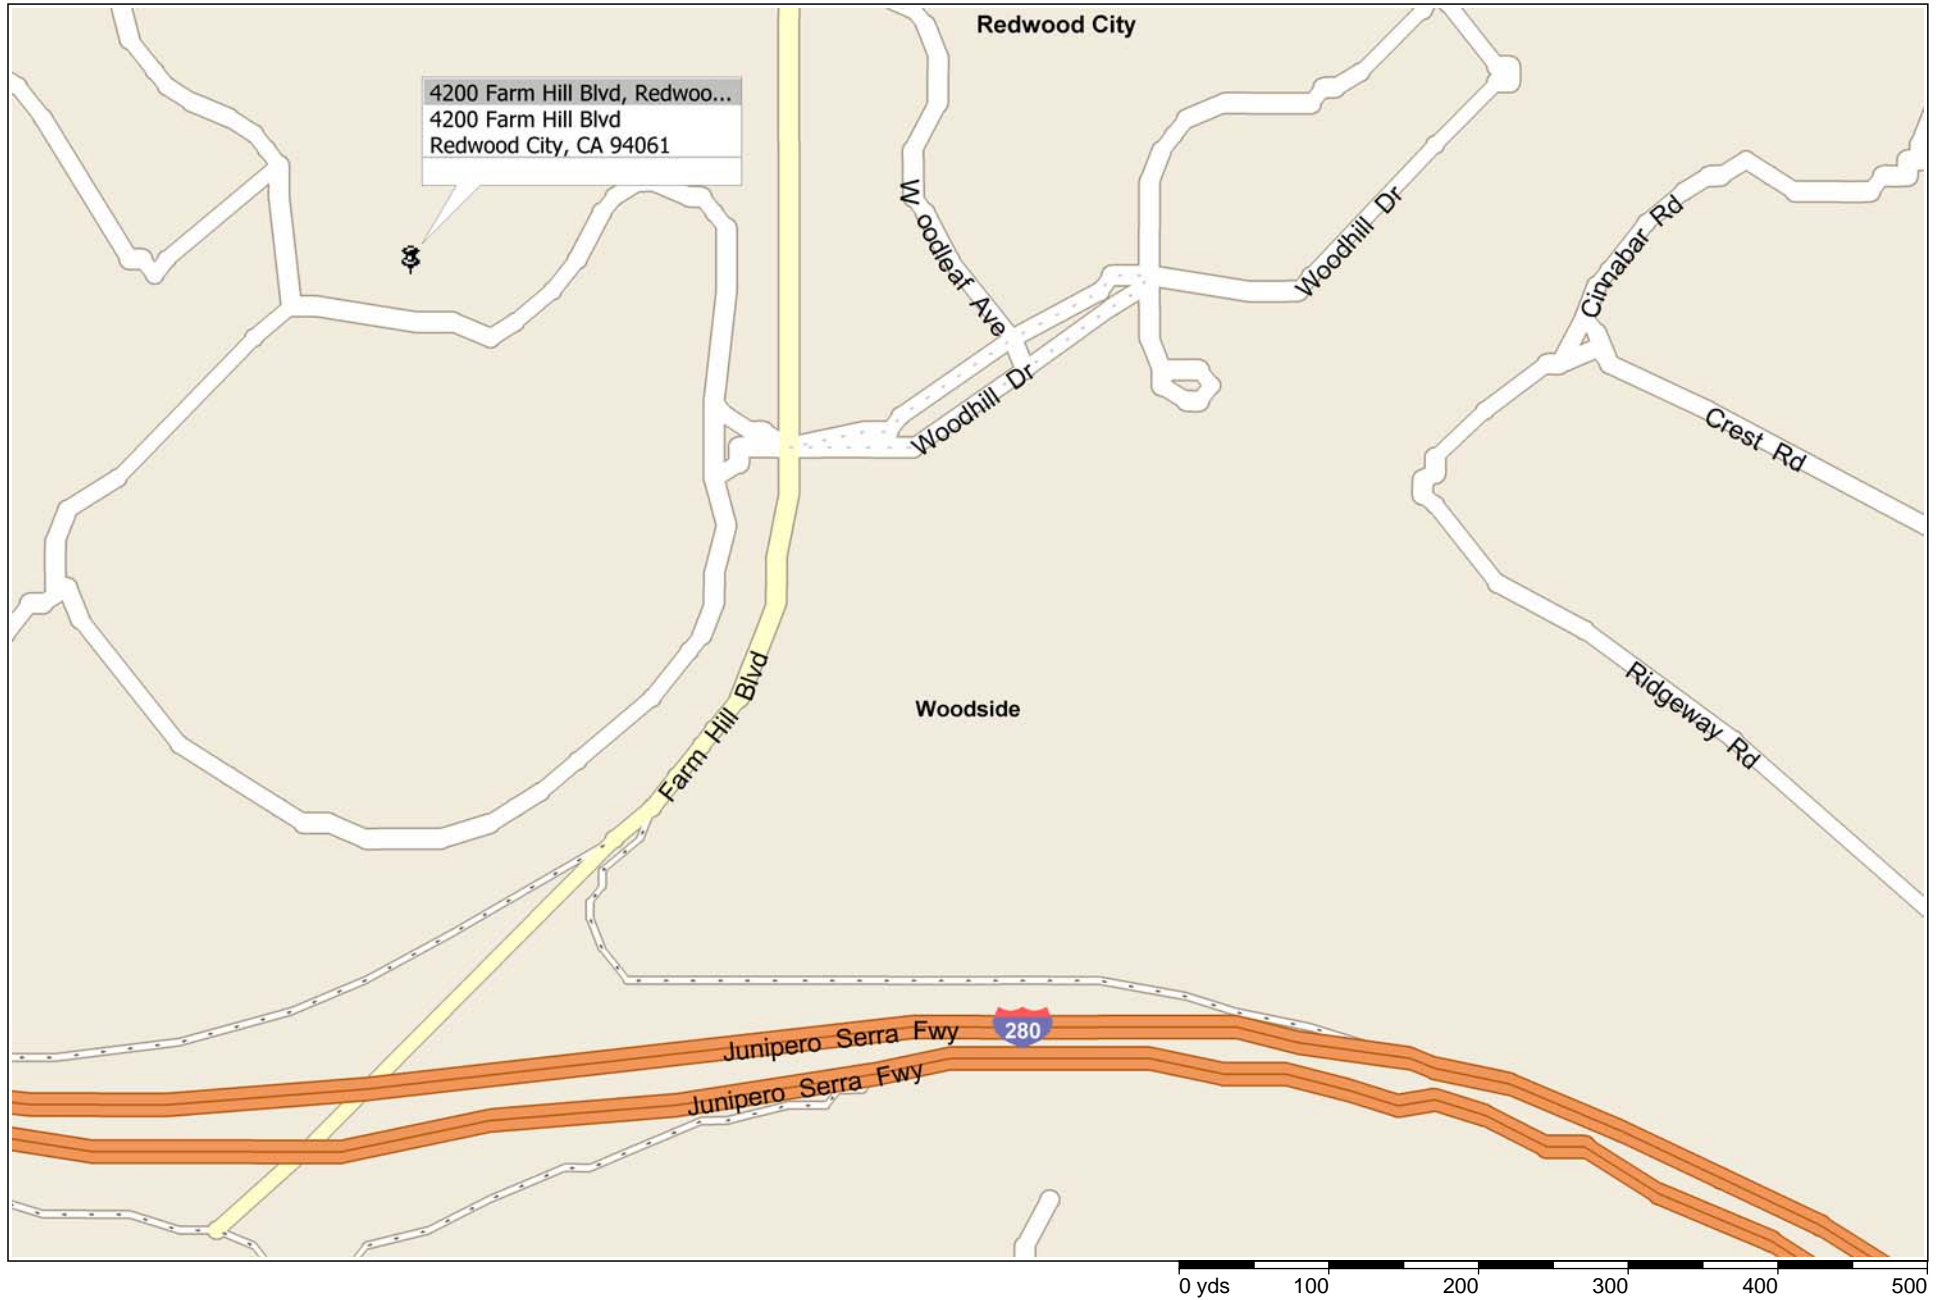 Redwood City
4200 Farm Hill Blvd, Redwoo...
4200 Farm Hill Blvd
Redwood City, CA 94061
Woodleaf Ave
Woodhill Dr
Cinnabar Rd
Woodhill Dr
Crest Rd
Farm Hill Blvd
Woodside
Ridgeway Rd
Junipero Serra Fwy
280
Junipero Serra Fwy
0 yds 100 200 300 400 500